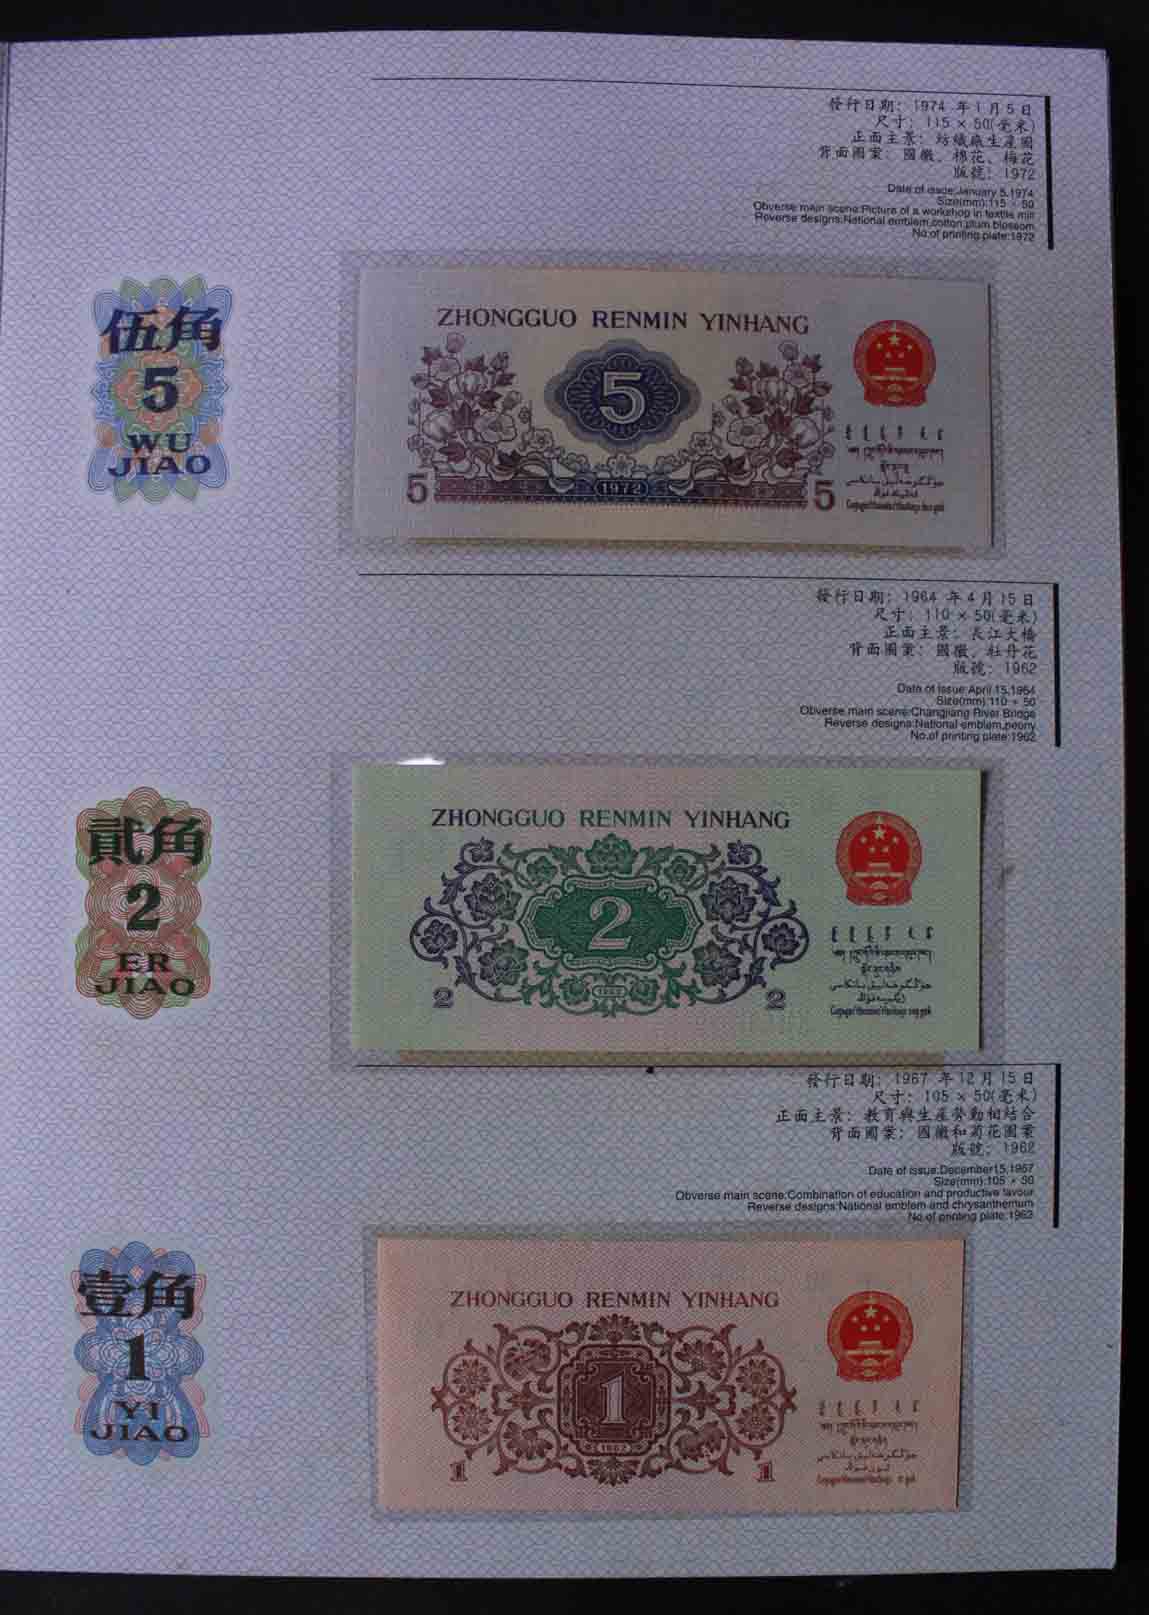 發行日期：1974 年1月5日
尺寸：115 × 50(毫米)
正面主景：紡織廠生產圖
背面圖案：國徽、棉花、梅花
版號：1972
Date of issue:January 5,1974
Size(mm):115 × 50
Obverse main scene:Picture of a workshop in textile mill
Reverse designs:National emblem,cotton,plum blossom
No.of printing plate:1972
伍角
5
WU
JIAO
ZHONGGUO RENMIN YINHANG
5
5
1972
5
發行日期：1964 年4月15日
尺寸：110 × 50(毫米)
正面主景：長江大橋
背面圖案：國徽、牡丹花
版號：1962
Date of issue:April 15,1964
Size(mm):110 × 50
Obverse main scene:Changjiang River Bridge
Reverse designs:National emblem,peony
No.of printing plate:1962
貳角
2
ER
JIAO
ZHONGGUO RENMIN YINHANG
2
2
1962
2
發行日期：1967 年12月15日
尺寸：105 × 50(毫米)
正面主景：教育與生產勞動相結合
背面圖案：國徽和菊花圖案
版號：1962
Date of issue:December15,1967
Size(mm):105 × 50
Obverse main scene:Combination of education and productive lavour
Reverse designs:National emblem and chrysanthemum
No.of printing plate:1962
壹角
1
YI
JIAO
ZHONGGUO RENMIN YINHANG
1
1
1962
1